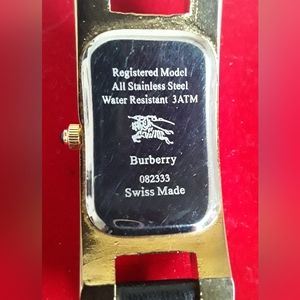 Registered Model
All Stainless Steel
Water Resistant 3ATM
Burberry
082333
Swiss Made